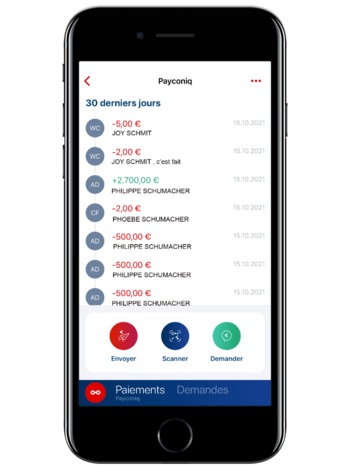 Payconiq
30 derniers jours
WC
-5,00 €
15.10.2021
JOY SCHMIT
WC
-2,00 €
15.10.2021
JOY SCHMIT . c'est fait
AD
+2.700,00 €
15.10.2021
PHILIPPE SCHUMACHER
CF
-2,00 €
15.10.2021
PHOEBE SCHUMACHER
AD
-500,00 €
15.10.2021
PHILIPPE SCHUMACHER
AD
-500,00 €
15.10.2021
PHILIPPE SCHUMACHER
AD
-500,00 €
15.10.2021
PHILIPPE SCHUMACHER
Envoyer Scanner Demander
Paiements Demandes
Payconiq